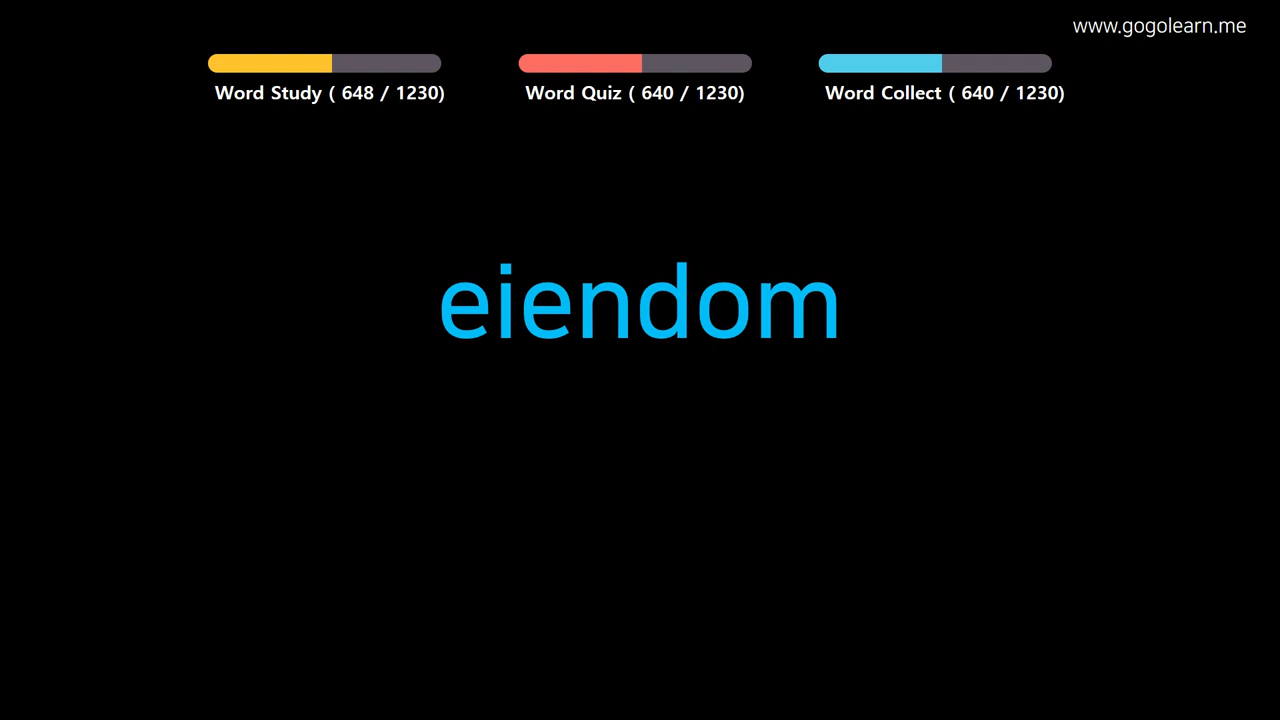 www.gogolearn.me
Word Study ( 648 / 1230)
Word Quiz ( 640 / 1230)
Word Collect ( 640 / 1230)
eiendom